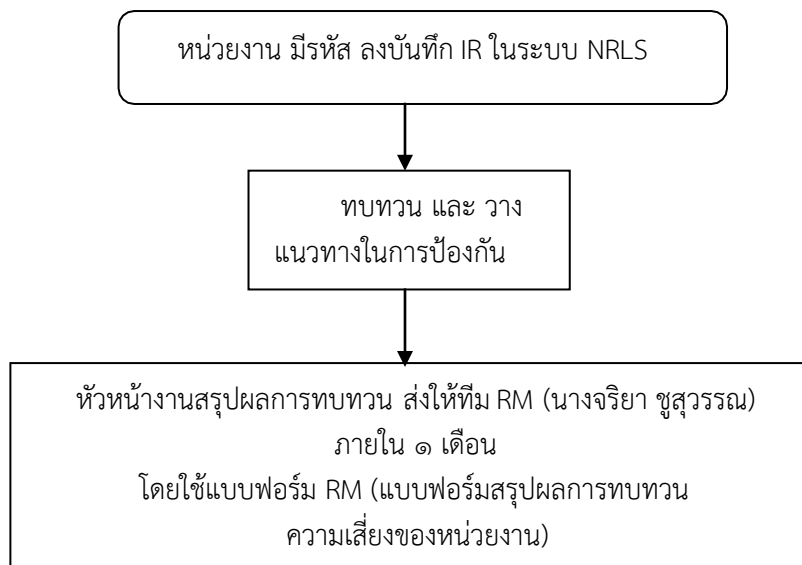 หน่วยงาน มีรหัส ลงบันทึก IR ในระบบ NRLS
ทบทวน และ วาง
แนวทางในการป้องกัน
หัวหน้างานสรุปผลการทบทวน ส่งให้ทีม RM (นางจริยา ชูสุวรรณ)
ภายใน ๑ เดือน
โดยใช้แบบฟอร์ม RM (แบบฟอร์มสรุปผลการทบทวน
ความเสี่ยงของหน่วยงาน)